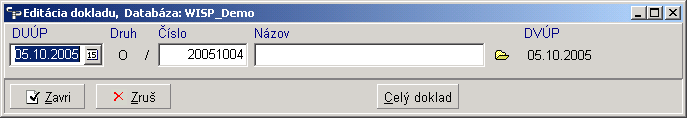 Editácia dokladu, Databáza: WISP_Demo
DUÚP Druh Číslo Názov DVÚP
05.10.2005 15 O / 20051004 05.10.2005
Zavri Zruš Celý doklad